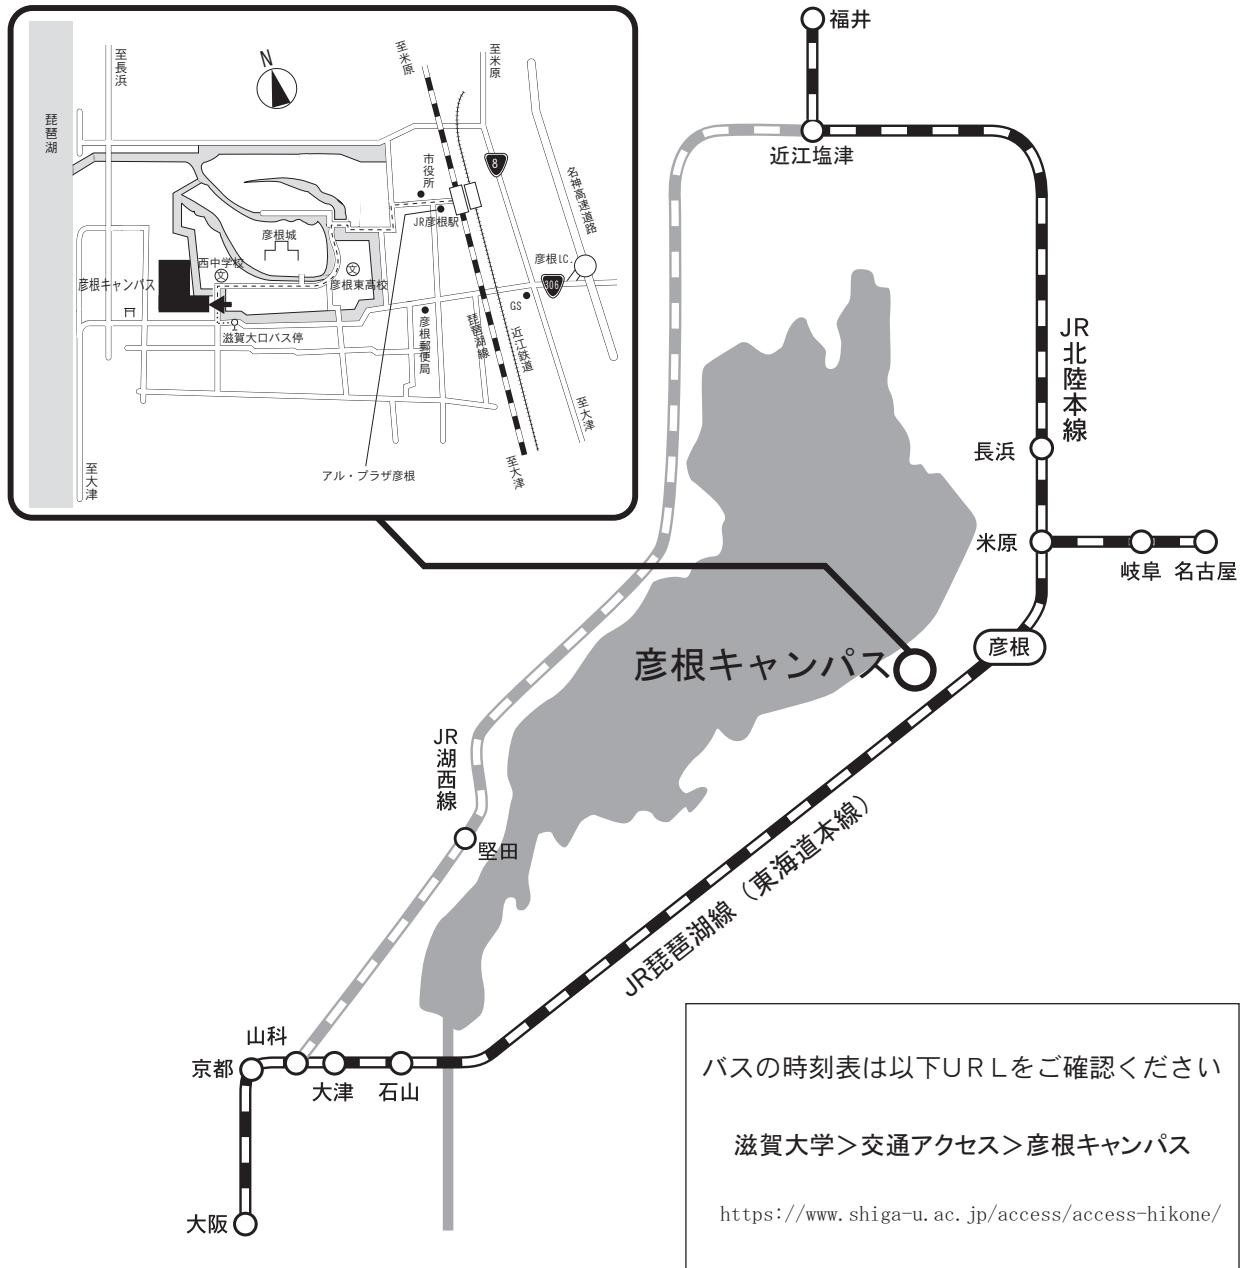 至長浜
琵琶湖
N
至米原
至米原
8
市役所
名神高速道路
JR彦根駅
彦根城
彦根I.C.
西中学校
文
文
306
彦根キャンパス
彦根東高校
GS
滋賀大口バス停
彦根郵便局
琵琶湖線
近江鉄道
至大津
至大津
至大津
アル・プラザ彦根
福井
近江塩津
JR北陸本線
長浜
米原
岐阜
名古屋
彦根
彦根キャンパス
JR湖西線
堅田
JR琵琶湖線（東海道本線）
山科
京都
大津
石山
大阪
バスの時刻表は以下URLをご確認ください
滋賀大学＞交通アクセス＞彦根キャンパス
https://www.shiga-u.ac.jp/access/access-hikone/